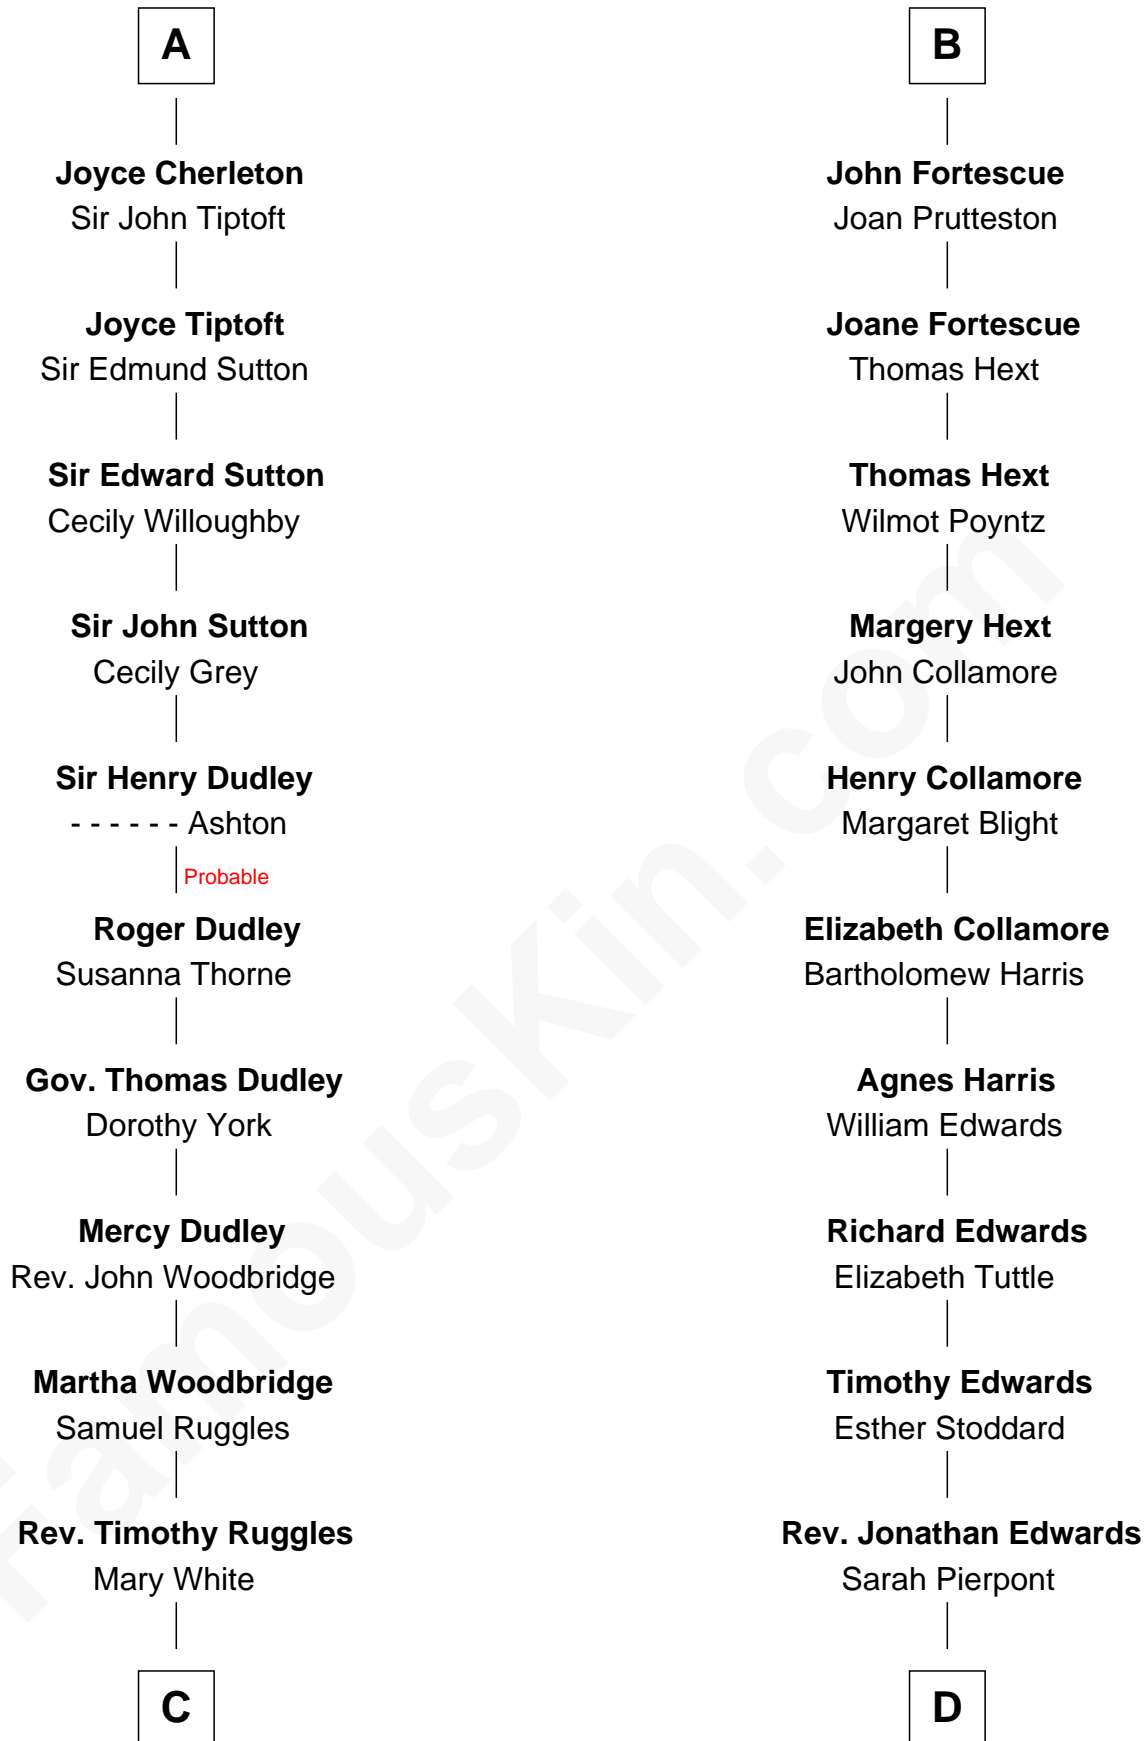 A
Joyce Cherleton
Sir John Tiptoft
Joyce Tiptoft
Sir Edmund Sutton
Sir Edward Sutton
Cecily Willoughby
Sir John Sutton
Cecily Grey
Sir Henry Dudley
- - - - - - Ashton
Probable
Roger Dudley
Susanna Thorne
Gov. Thomas Dudley
Dorothy York
Mercy Dudley
Rev. John Woodbridge
Martha Woodbridge
Samuel Ruggles
Rev. Timothy Ruggles
Mary White
C
B
John Fortescue
Joan Prutteston
Joane Fortescue
Thomas Hext
Thomas Hext
Wilmot Poyntz
Margery Hext
John Collamore
Henry Collamore
Margaret Blight
Elizabeth Collamore
Bartholomew Harris
Agnes Harris
William Edwards
Richard Edwards
Elizabeth Tuttle
Timothy Edwards
Esther Stoddard
Rev. Jonathan Edwards
Sarah Pierpont
D
FamousKin.com